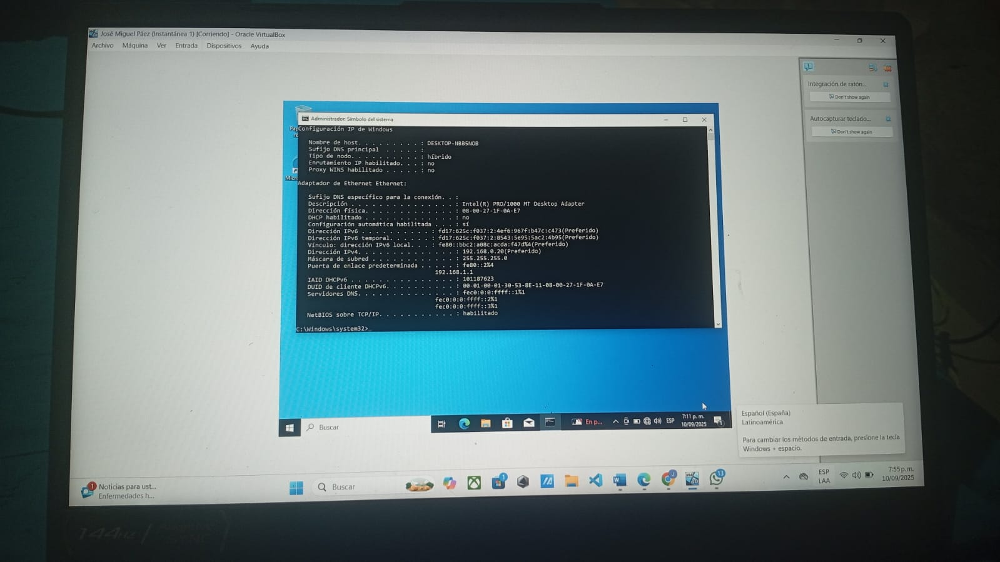 José Miguel Páez (Instantánea 1) [Corriendo] - Oracle VirtualBox
Archivo Máquina Ver Entrada Dispositivos Ayuda
Integración de ratón...
Don't show again
Autocapturar teclado...
Don't show again
Administrador: Símbolo del sistema
Configuración IP de Windows
Nombre de host. . . . . . . . . : DESKTOP-NBB5NOB
Sufijo DNS principal . . . . . :
Tipo de nodo. . . . . . . . . . : híbrido
Enrutamiento IP habilitado. . . : no
Proxy WINS habilitado . . . . . : no
Adaptador de Ethernet Ethernet:
Sufijo DNS específico para la conexión. . :
Descripción . . . . . . . . . . . . . . . : Intel(R) PRO/1000 MT Desktop Adapter
Dirección física. . . . . . . . . . . . . : 08-00-27-1F-0A-E7
DHCP habilitado . . . . . . . . . . . . . : no
Configuración automática habilitada . . . : sí
Dirección IPv6 . . . . . . . . . . : fd17:625c:f037:2:4ef6:967f:b47c:c473(Preferido)
Dirección IPv6 temporal. . . . . . : fd17:625c:f037:2:8543:5e95:5ac2:4b95(Preferido)
Vínculo: dirección IPv6 local. . . : fe80::bbc2:a08c:acda:f47d%4(Preferido)
Dirección IPv4. . . . . . . . . . . . . . : 192.168.0.20(Preferido)
Máscara de subred . . . . . . . . . . . . : 255.255.255.0
Puerta de enlace predeterminada . . . . . : fe80::2%4
192.168.1.1
IAID DHCPv6 . . . . . . . . . . . . . . . : 101187623
DUID de cliente DHCPv6. . . . . . . . . . : 00-01-00-01-30-53-8E-11-08-00-27-1F-0A-E7
Servidores DNS. . . . . . . . . . . . . . : fec0:0:0:ffff::1%1
fec0:0:0:ffff::2%1
fec0:0:0:ffff::3%1
NetBIOS sobre TCP/IP. . . . . . . . . . . : habilitado
C:\Windows\system32>_
Buscar
En p...
ESP
7:11 p. m.
10/09/2025
1
Español (España)
Latinoamérica
Para cambiar los métodos de entrada, presione la tecla
Windows + espacio.
1
Noticias para ust...
Enfermedades h...
Buscar
1
13
ESP
LAA
7:55 p. m.
10/09/2025
144Hz